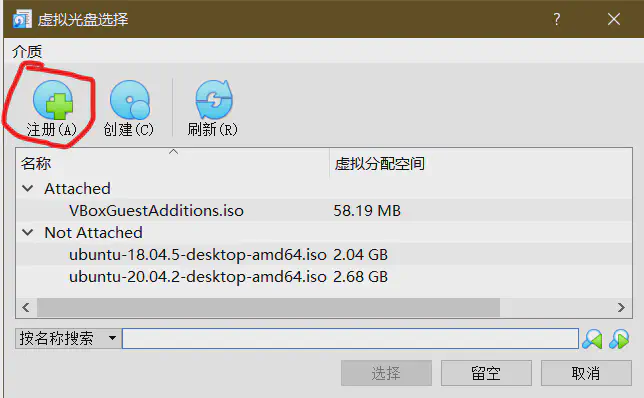 虚拟光盘选择
介质
注册(A) 创建(C) 刷新(R)
名称 虚拟分配空间
Attached
VBoxGuestAdditions.iso 58.19 MB
Not Attached
ubuntu-18.04.5-desktop-amd64.iso 2.04 GB
ubuntu-20.04.2-desktop-amd64.iso 2.68 GB
按名称搜索
选择 留空 取消